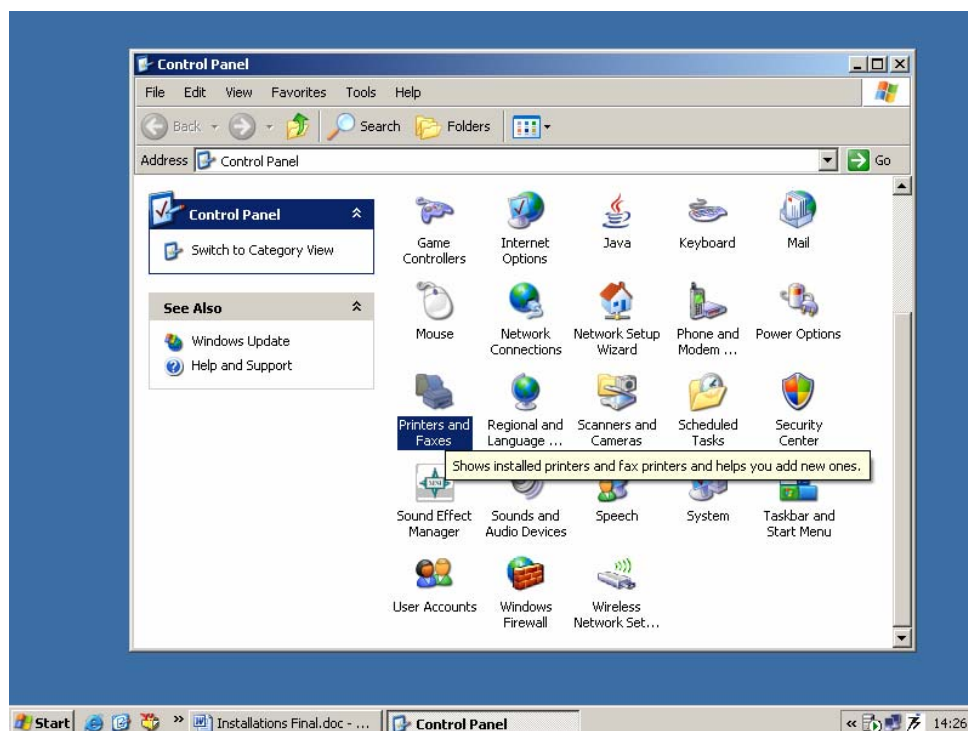 Control Panel
File Edit View Favorites Tools Help
Back Search Folders
Address Control Panel Go
Control Panel
Switch to Category View
See Also
Windows Update
Help and Support
Game
Controllers
Internet
Options
Java
Keyboard
Mail
Mouse
Network
Connections
Network Setup
Wizard
Phone and
Modem ...
Power Options
Printers and
Faxes
Regional and
Language ...
Scanners and
Cameras
Scheduled
Tasks
Security
Center
Shows installed printers and fax printers and helps you add new ones.
Sound Effect
Manager
Sounds and
Audio Devices
Speech
System
Taskbar and
Start Menu
User Accounts
Windows
Firewall
Wireless
Network Set...
Start » Installations Final.doc - ... Control Panel « 14:26